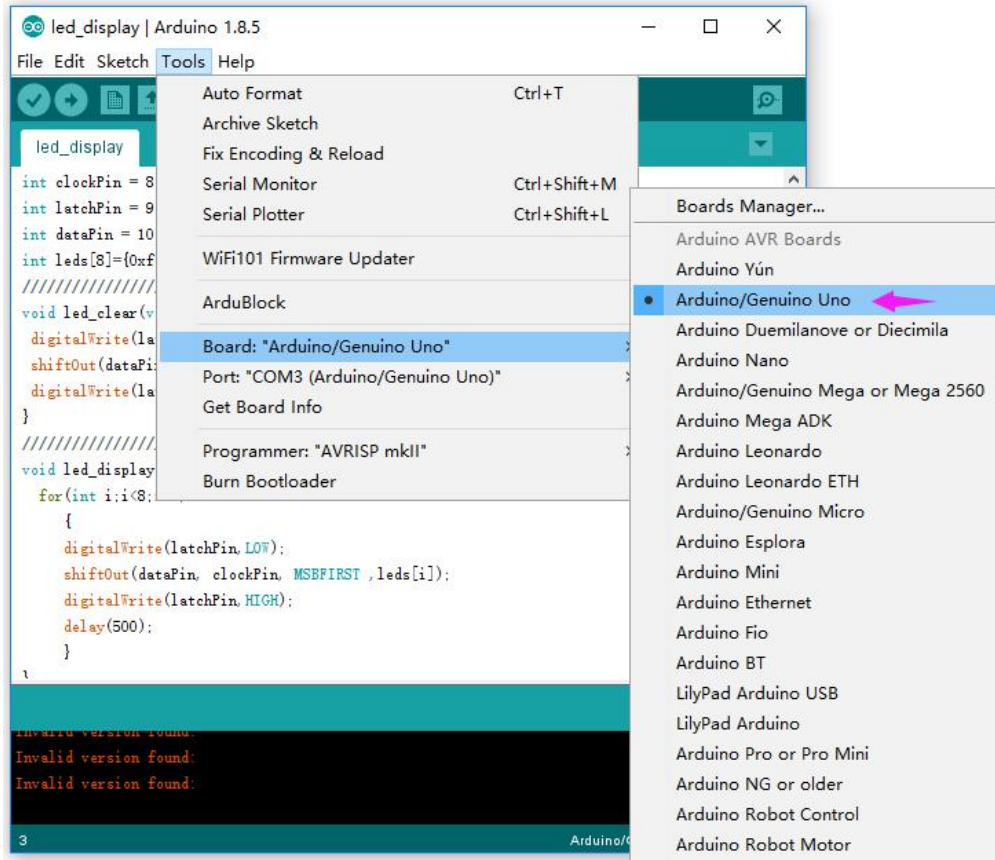 led_display | Arduino 1.8.5
File Edit Sketch Tools Help
led_display
Auto Format Ctrl+T
Archive Sketch
Fix Encoding & Reload
Serial Monitor Ctrl+Shift+M
Serial Plotter Ctrl+Shift+L
WiFi101 Firmware Updater
ArduBlock
Board: "Arduino/Genuino Uno"
Port: "COM3 (Arduino/Genuino Uno)"
Get Board Info
Programmer: "AVRISP mkII"
Burn Bootloader
Boards Manager...
Arduino AVR Boards
Arduino Yún
Arduino/Genuino Uno
Arduino Duemilanove or Diecimila
Arduino Nano
Arduino/Genuino Mega or Mega 2560
Arduino Mega ADK
Arduino Leonardo
Arduino Leonardo ETH
Arduino/Genuino Micro
Arduino Esplora
Arduino Mini
Arduino Ethernet
Arduino Fio
Arduino BT
LilyPad Arduino USB
LilyPad Arduino
Arduino Pro or Pro Mini
Arduino NG or older
Arduino Robot Control
Arduino Robot Motor
int clockPin = 8
int latchPin = 9
int dataPin = 10
int leds[8]={0xf
///////////////
void led_clear(v
digitalWrite(la
shiftOut(dataPi
digitalWrite(la
}
///////////////
void led_display
for(int i;i<8;
{
digitalWrite(latchPin,LOW);
shiftOut(dataPin, clockPin, MSBFIRST ,leds[i]);
digitalWrite(latchPin,HIGH);
delay(500);
}
}
Invalid version found:
Invalid version found:
Invalid version found:
3 Arduino/G